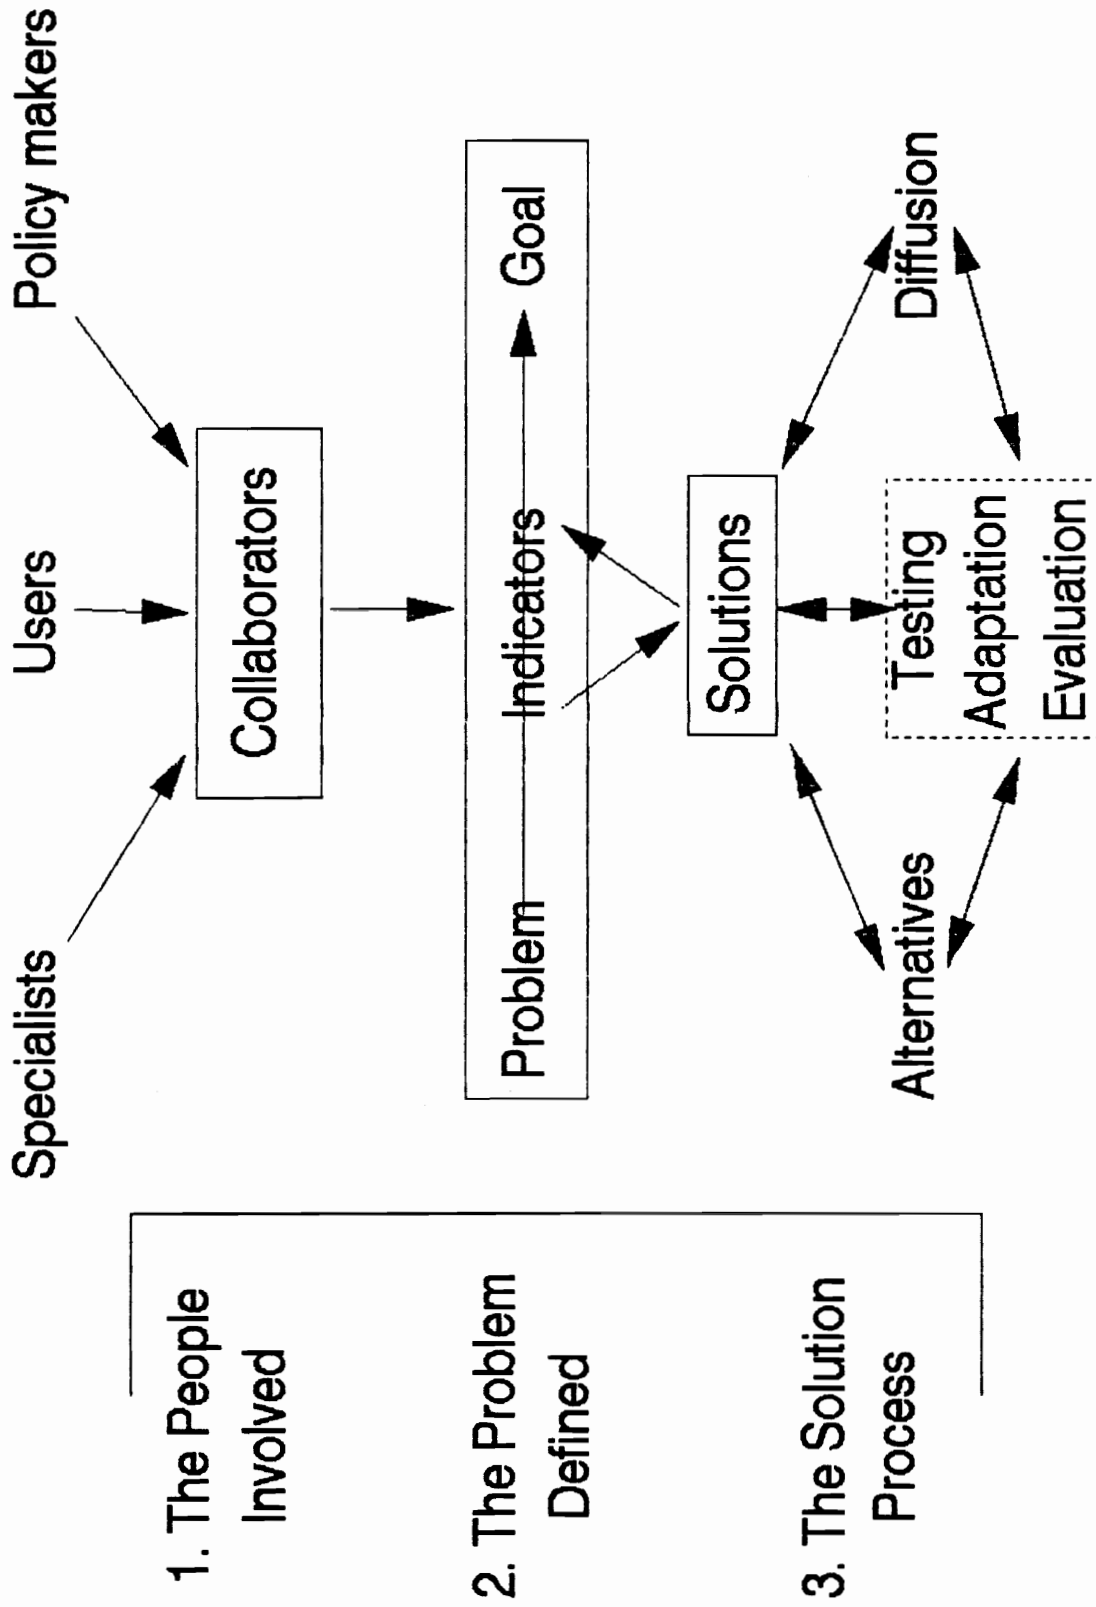 Specialists
Users
Policy makers
1. The People
Involved
Collaborators
2. The Problem
Defined
Problem
Indicators
Goal
3. The Solution
Process
Solutions
Alternatives
Testing
Adaptation
Evaluation
Diffusion